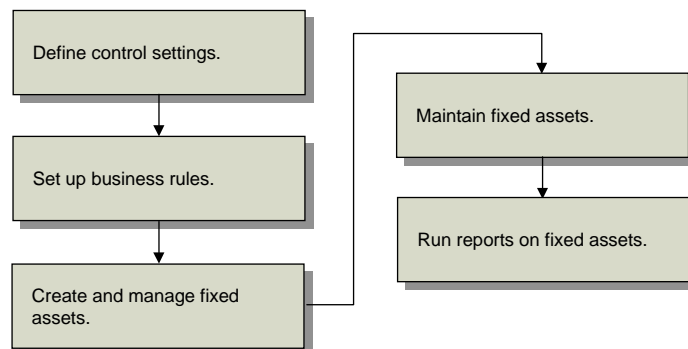 Define control settings.
Set up business rules.
Create and manage fixed
assets.
Maintain fixed assets.
Run reports on fixed assets.